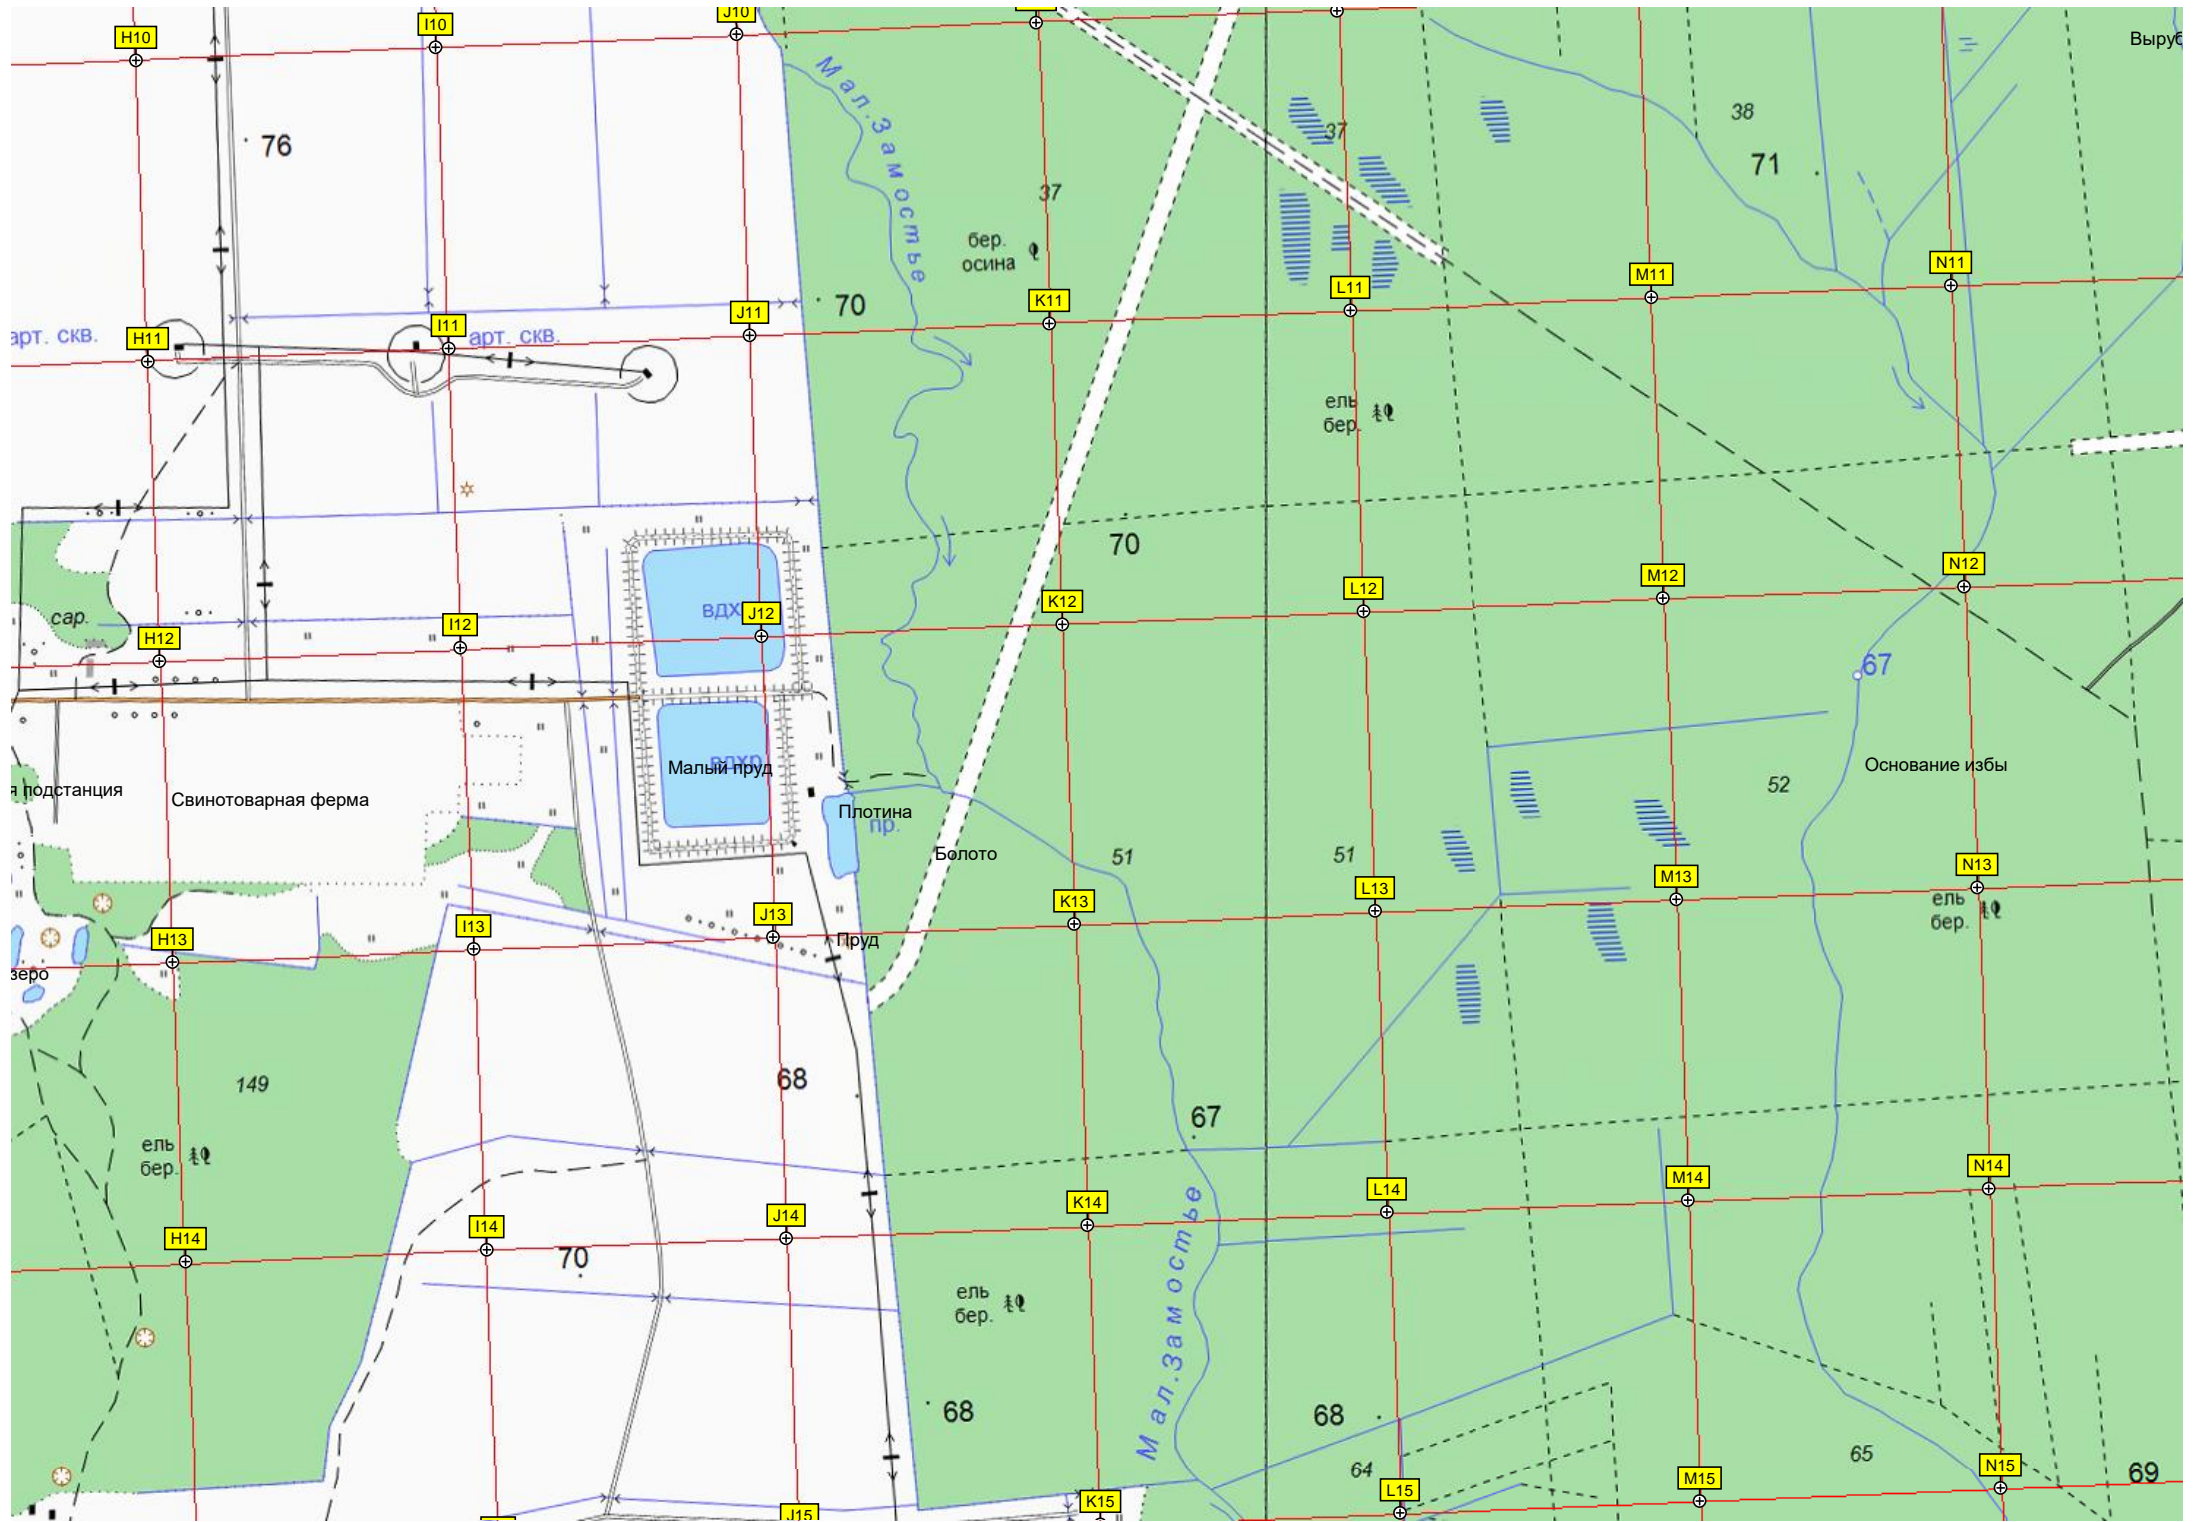 H10
I10
J10
Выруб
Мал.Замостье
76
37
38
71
37
бер.
осина
70
N11
M11
L11
K11
J11
I11
H11
арт. скв.
арт. скв.
ель
бер.
70
N12
M12
L12
K12
J12
I12
H12
вдх
сар.
67
Основание избы
вдхр.
Малый пруд
52
я подстанция
Свинотоварная ферма
Плотина
пр.
Болото
51
51
N13
M13
L13
K13
J13
I13
H13
ель
бер.
Пруд
зеро
149
68
67
ель
бер.
N14
M14
L14
K14
J14
I14
H14
70
Мал.Замостье
ель
бер.
68
68
64
65
69
N15
M15
L15
K15
J15